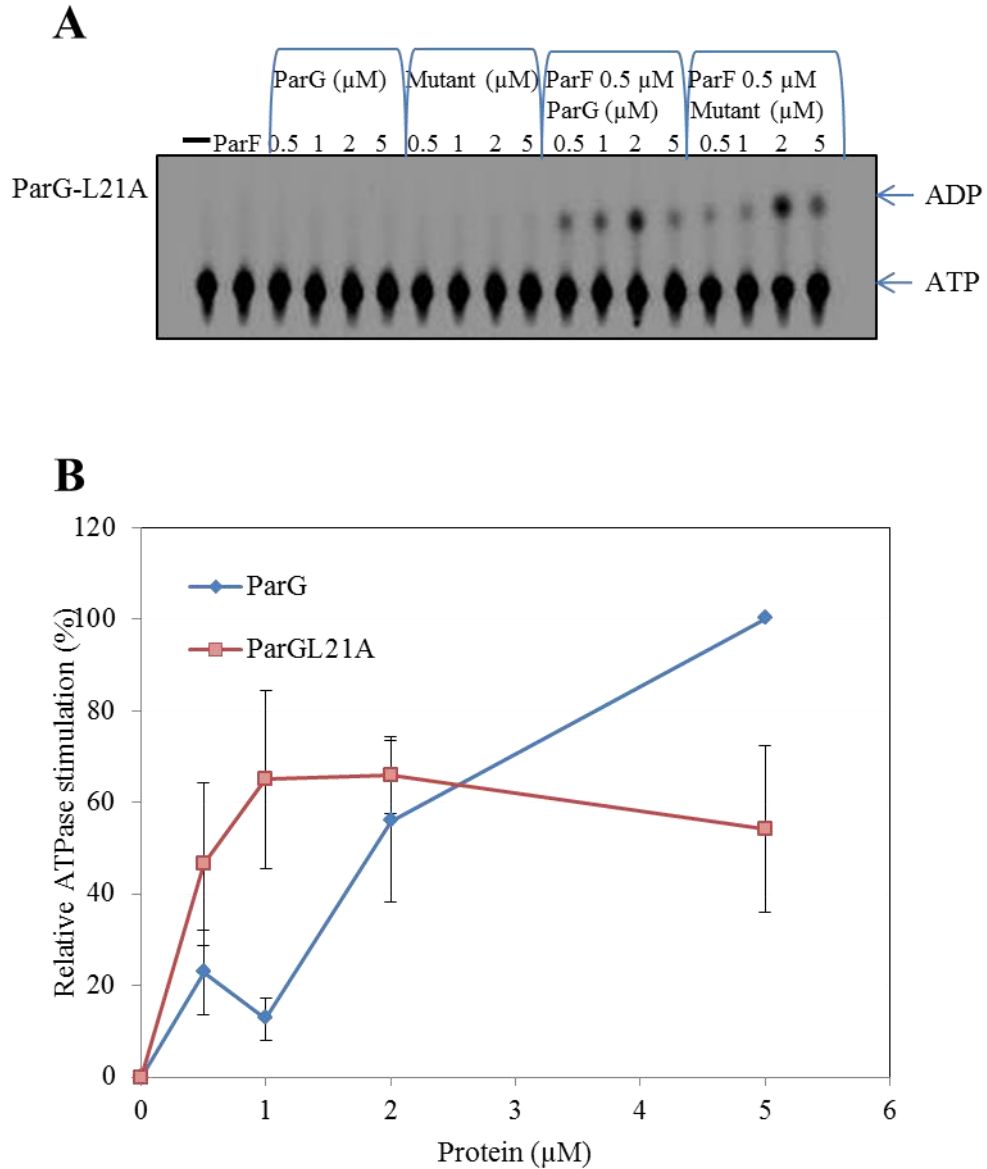 A
ParG (µM) Mutant (µM) ParF 0.5 µM ParF 0.5 µM
ParG (µM) Mutant (µM)
ParF 0.5 1 2 5 0.5 1 2 5 0.5 1 2 5 0.5 1 2 5
ParG-L21A
ADP
ATP
B
120
100
80
60
40
20
0
Relative ATPase stimulation (%)
ParG
ParGL21A
0 1 2 3 4 5 6
Protein (µM)